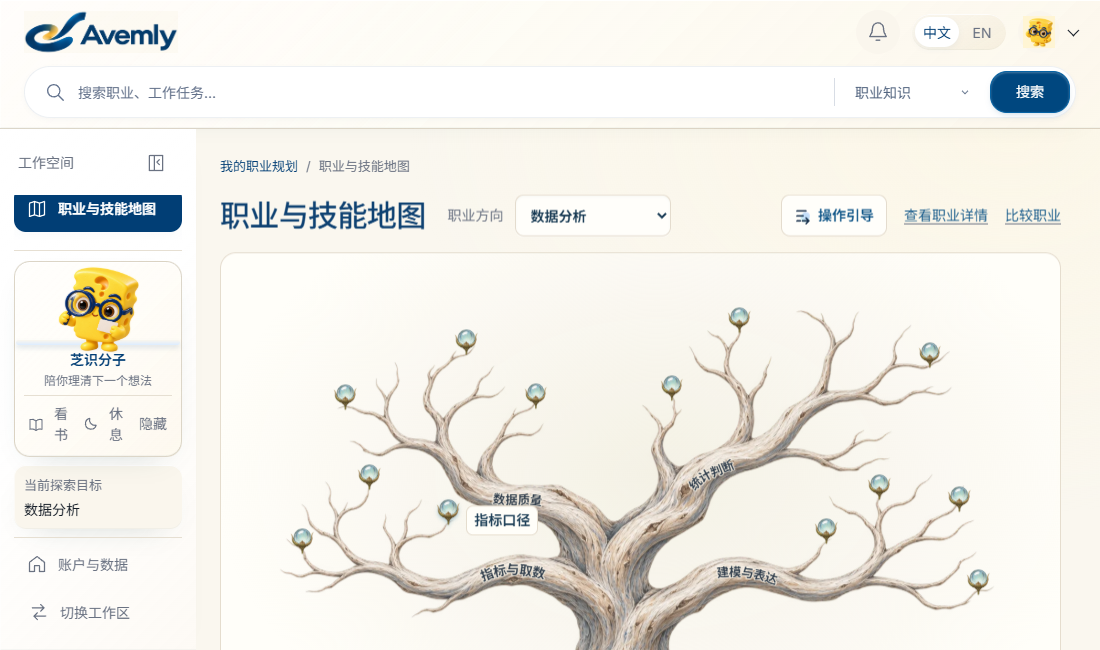 Avemly
中文
EN
搜索职业、工作任务...
职业知识
搜索
工作空间
职业与技能地图
芝识分子
陪你理清下一个想法
看书
休息
隐藏
当前探索目标
数据分析
账户与数据
切换工作区
我的职业规划 / 职业与技能地图
职业与技能地图
职业方向
数据分析
操作引导
查看职业详情
比较职业
统计判断
数据质量
指标口径
指标与取数
建模与表达